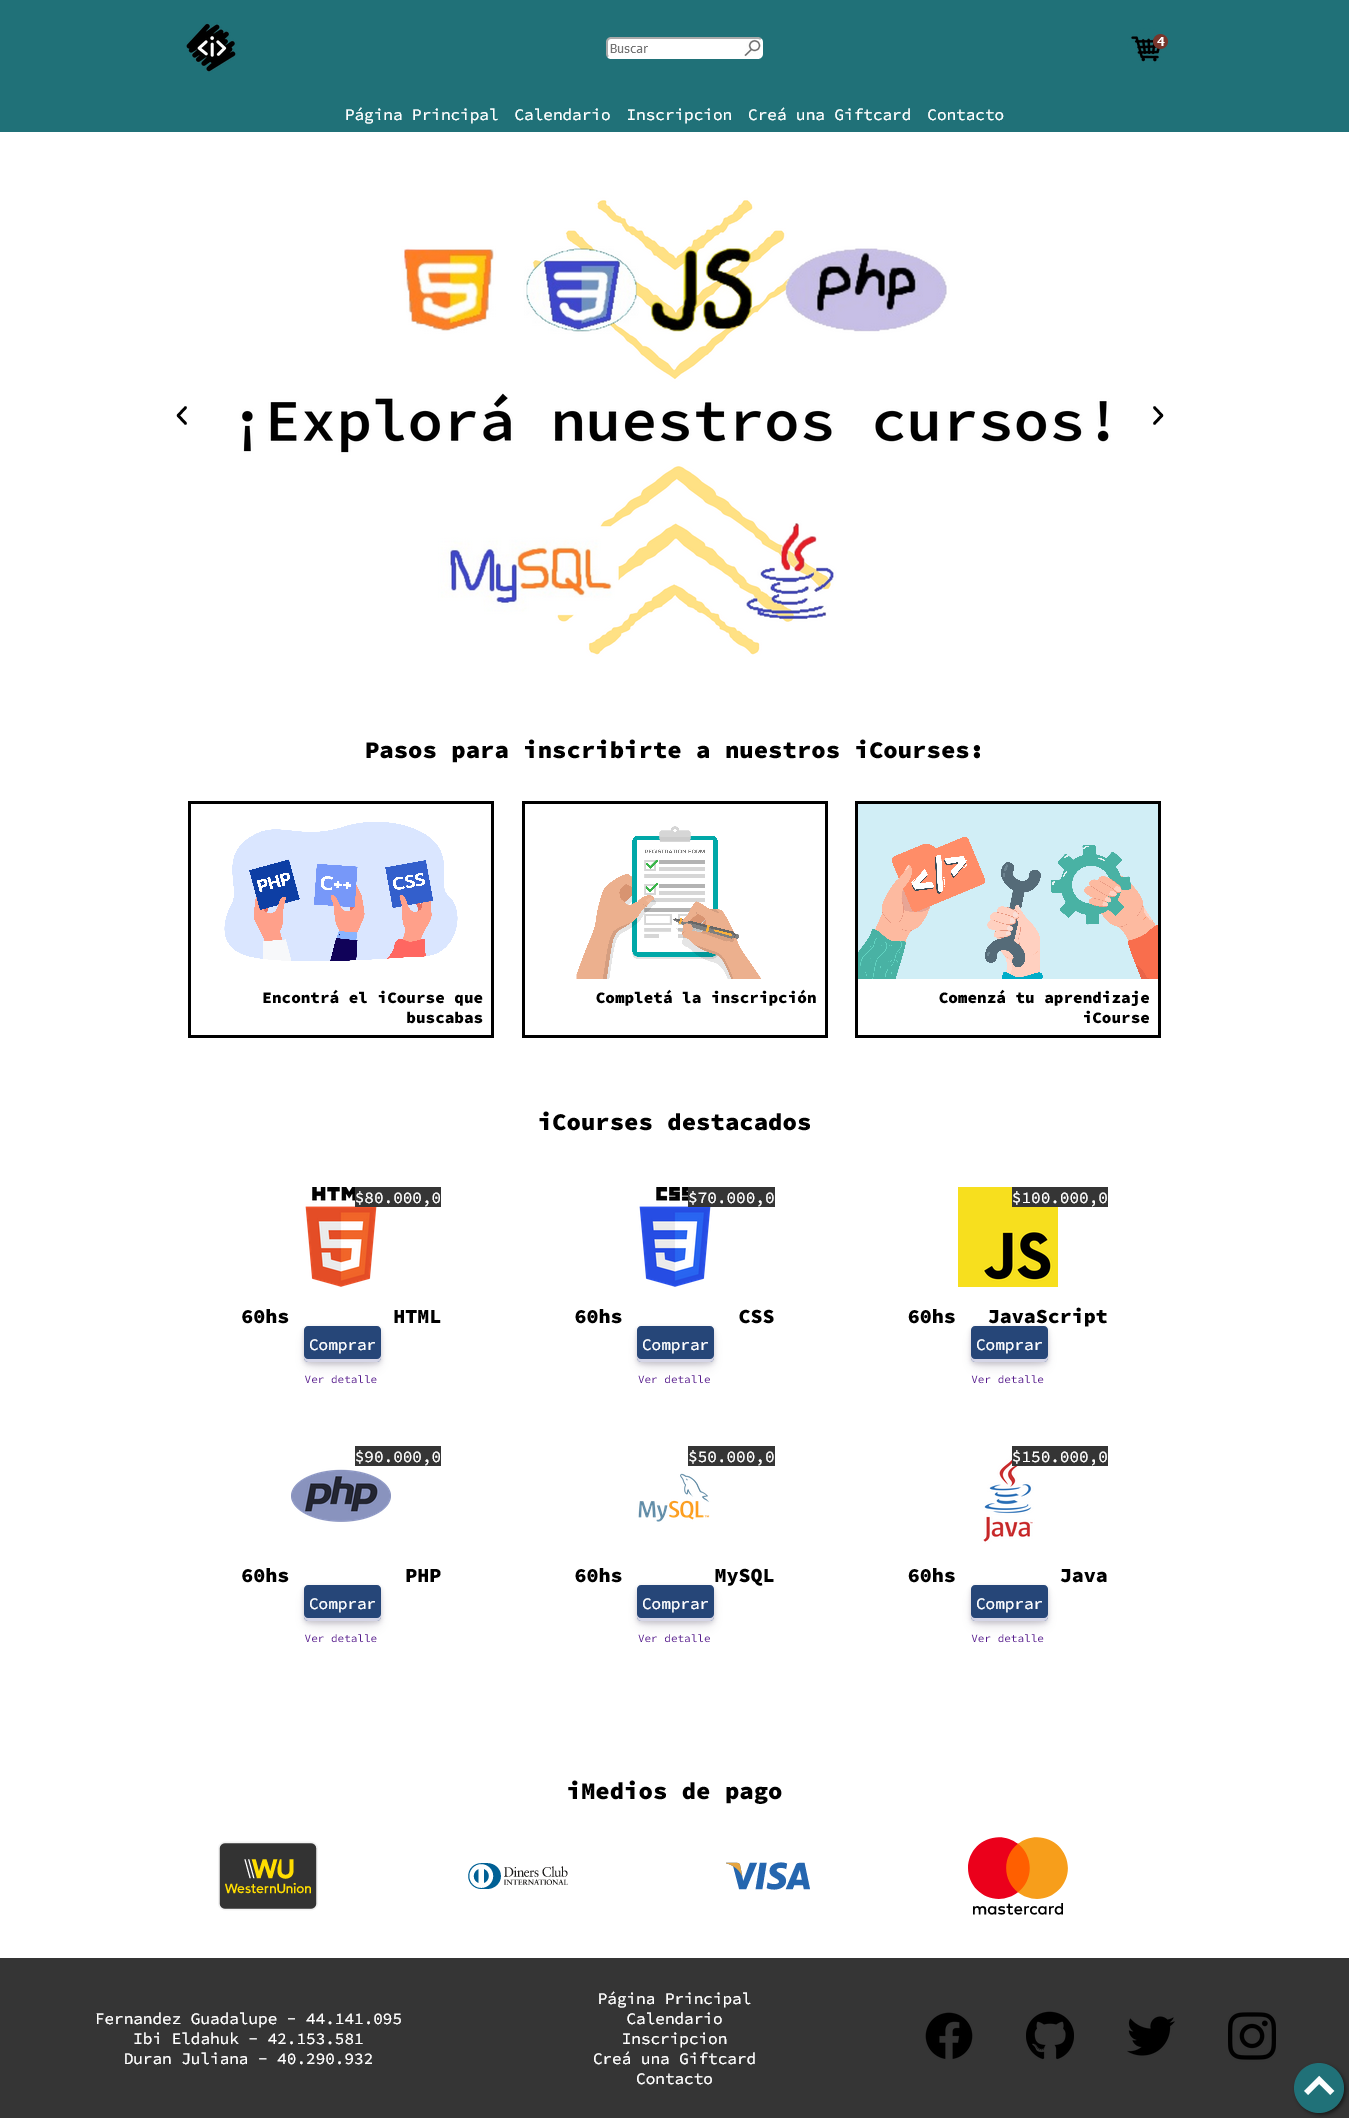 <i>
Buscar
4
Página Principal Calendario Inscripcion Creá una Giftcard Contacto
JS
php
¡Explorá nuestros cursos!
MySQL
Pasos para inscribirte a nuestros iCourses:
PHP
C++
CSS
REGISTRATION FORM
</>
Encontrá el iCourse que
buscabas
Completá la inscripción
Comenzá tu aprendizaje
iCourse
iCourses destacados
$80.000,0
$70.000,0
$100.000,0
JS
60hs HTML
60hs CSS
60hs JavaScript
Comprar
Comprar
Comprar
Ver detalle
Ver detalle
Ver detalle
$90.000,0
$50.000,0
$150.000,0
php
MySQL
Java
60hs PHP
60hs MySQL
60hs Java
Comprar
Comprar
Comprar
Ver detalle
Ver detalle
Ver detalle
iMedios de pago
WU
WesternUnion
Diners Club
INTERNATIONAL
VISA
mastercard
Fernandez Guadalupe - 44.141.095
Ibi Eldahuk - 42.153.581
Duran Juliana - 40.290.932
Página Principal
Calendario
Inscripcion
Creá una Giftcard
Contacto